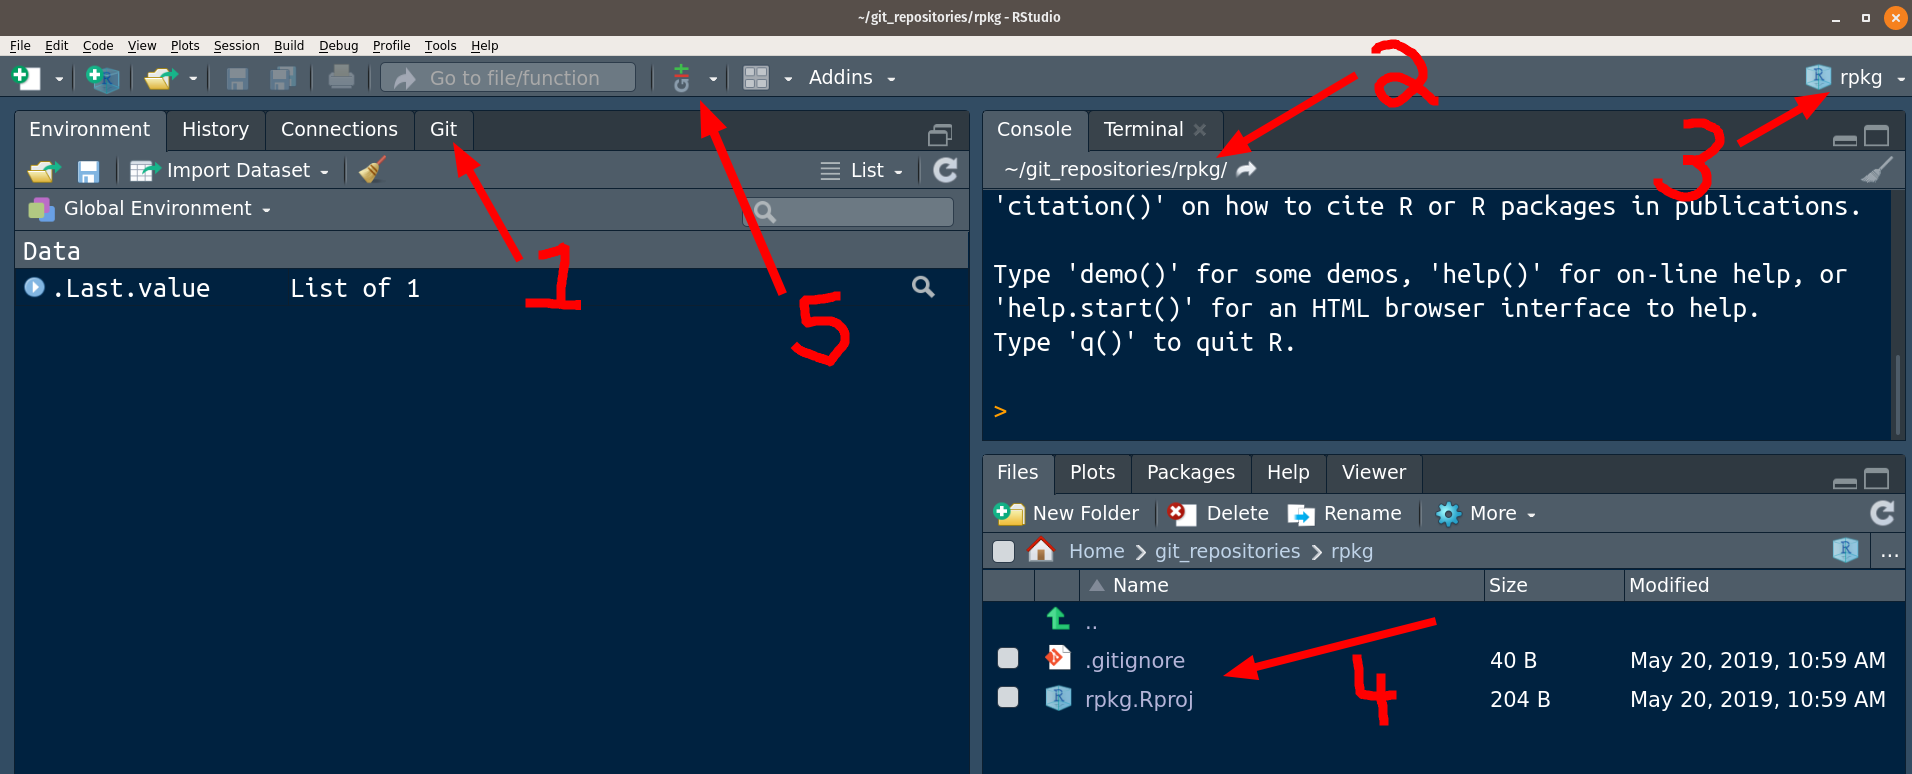 ~/git_repositories/rpkg - RStudio
File Edit Code View Plots Session Build Debug Profile Tools Help
Go to file/function
Git
Addins
rpkg
2
3
Environment History Connections Git
Import Dataset
List
Global Environment
Data
.Last.value List of 1
1
5
Console Terminal
~/git_repositories/rpkg/
'citation()' on how to cite R or R packages in publications.
Type 'demo()' for some demos, 'help()' for on-line help, or
'help.start()' for an HTML browser interface to help.
Type 'q()' to quit R.
>
Files Plots Packages Help Viewer
New Folder Delete Rename More
Home git_repositories rpkg
...
Name Size Modified
..
.gitignore 40 B May 20, 2019, 10:59 AM
rpkg.Rproj 204 B May 20, 2019, 10:59 AM
4